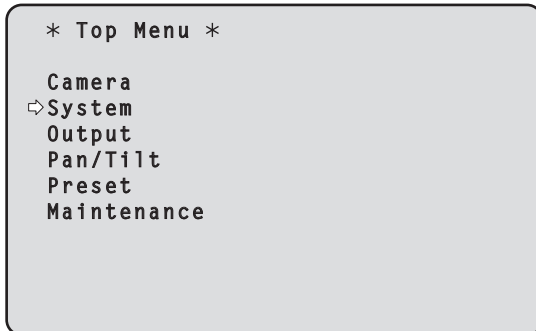 * Top Menu *
Camera
⇨System
Output
Pan/Tilt
Preset
Maintenance